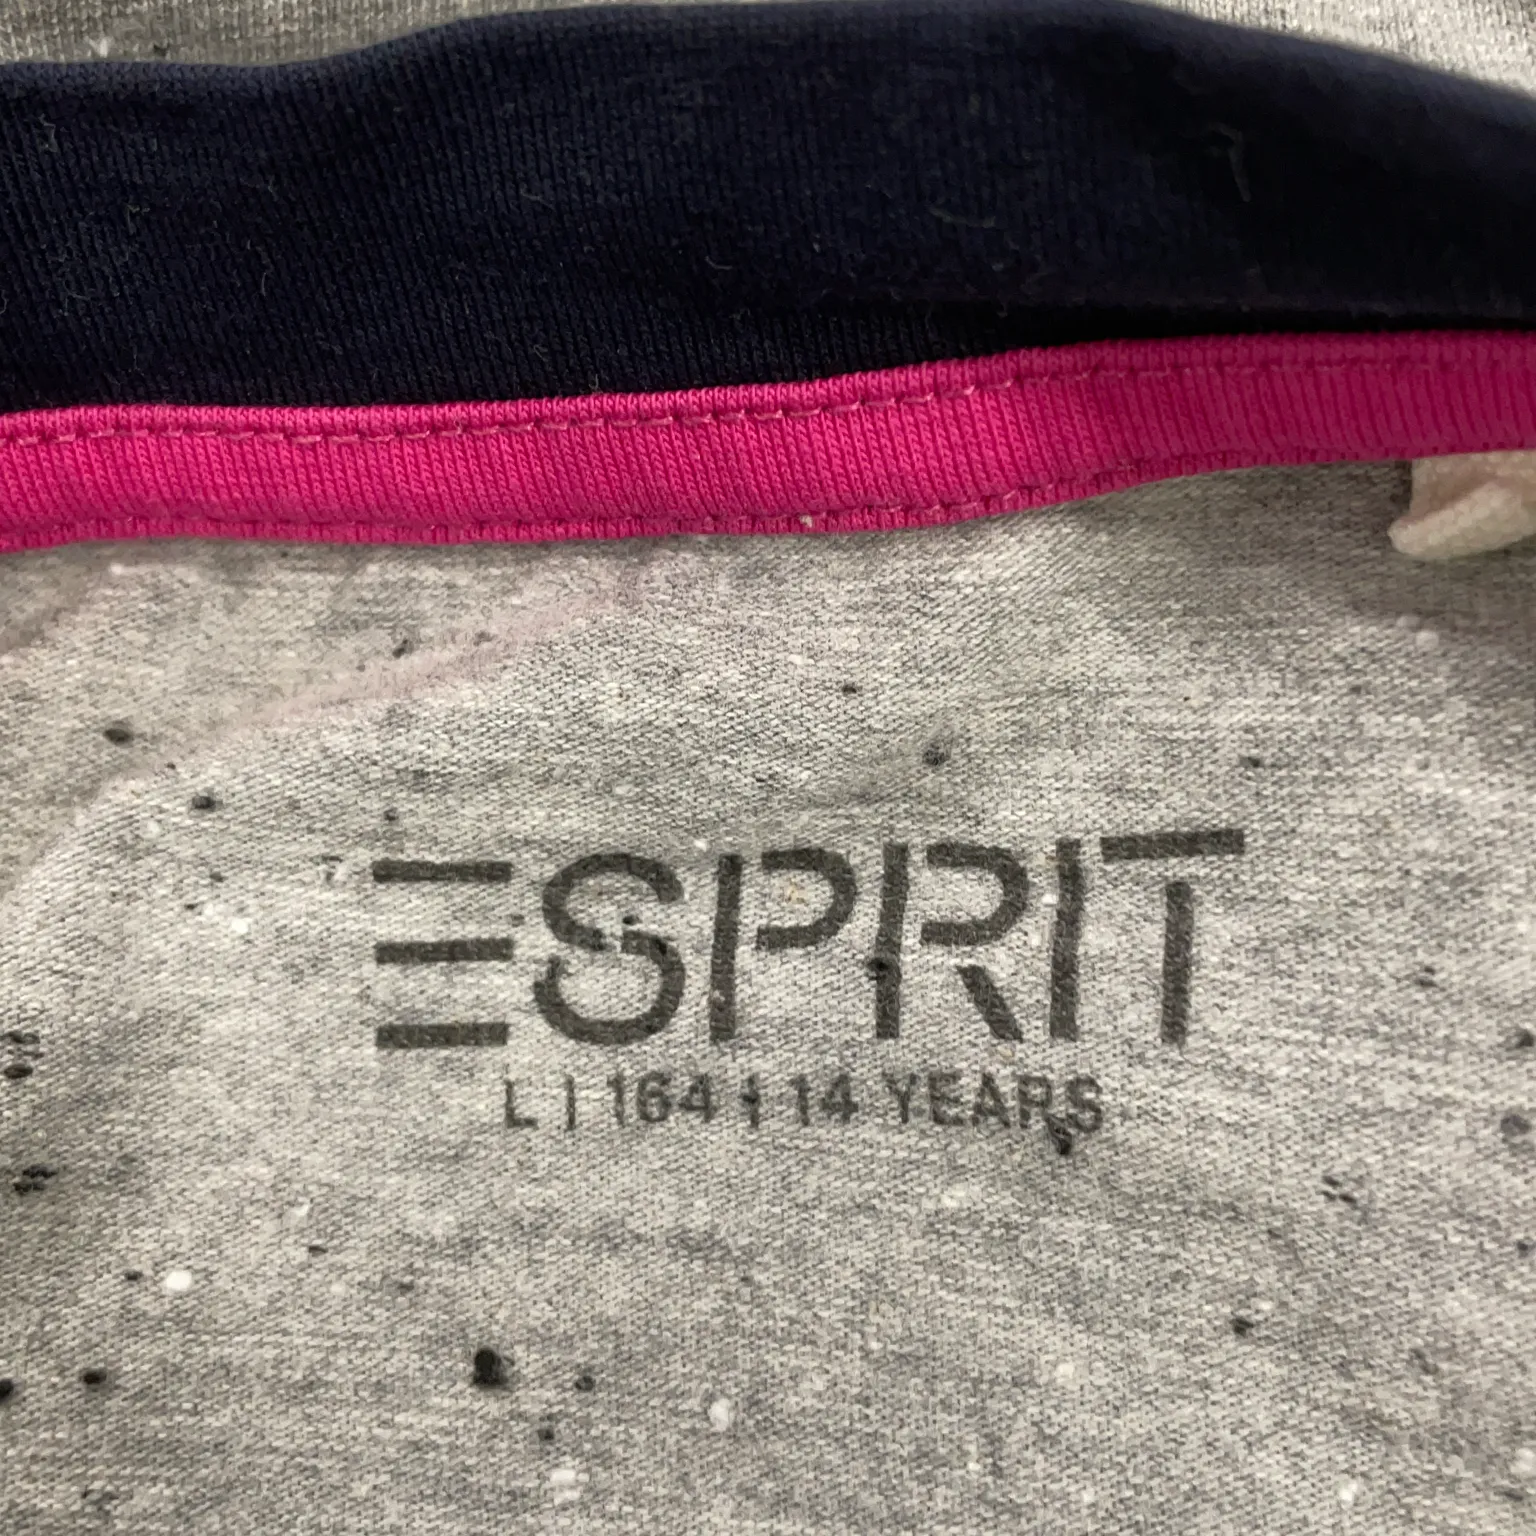 ESPRIT
L | 164 | 14 YEARS